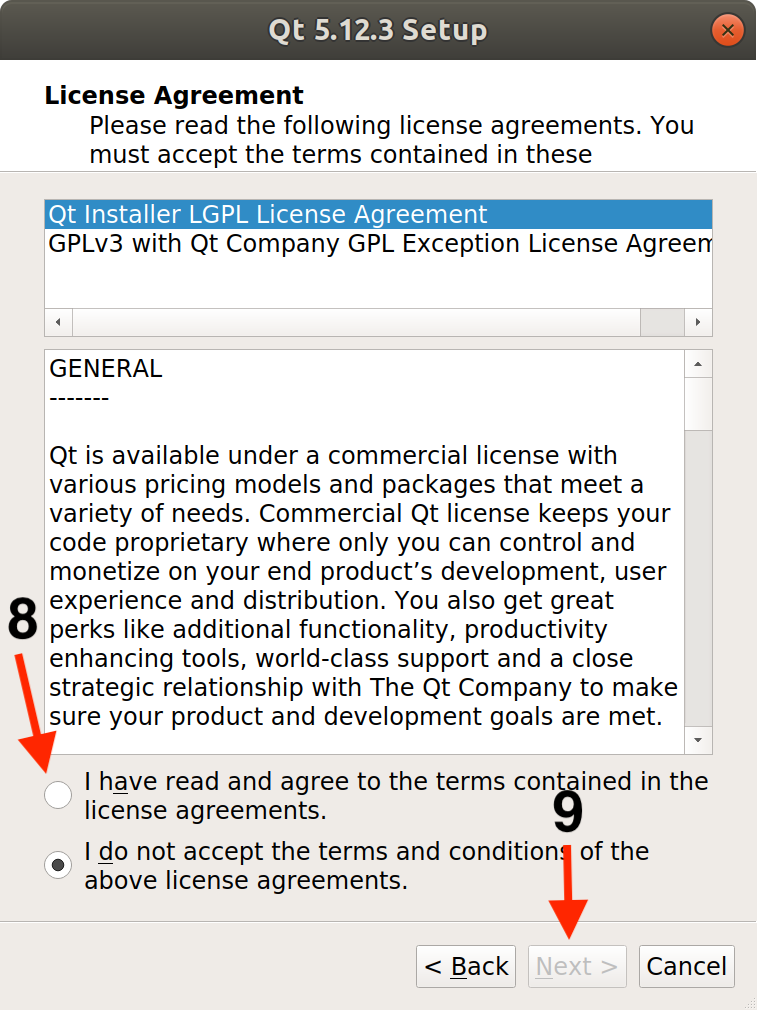 Qt 5.12.3 Setup
License Agreement
Please read the following license agreements. You
must accept the terms contained in these
Qt Installer LGPL License Agreement
GPLv3 with Qt Company GPL Exception License Agreem
GENERAL
-------
Qt is available under a commercial license with
various pricing models and packages that meet a
variety of needs. Commercial Qt license keeps your
code proprietary where only you can control and
monetize on your end product’s development, user
experience and distribution. You also get great
perks like additional functionality, productivity
enhancing tools, world-class support and a close
strategic relationship with The Qt Company to make
sure your product and development goals are met.
8
I have read and agree to the terms contained in the
license agreements.
9
I do not accept the terms and conditions of the
above license agreements.
< Back
Next >
Cancel